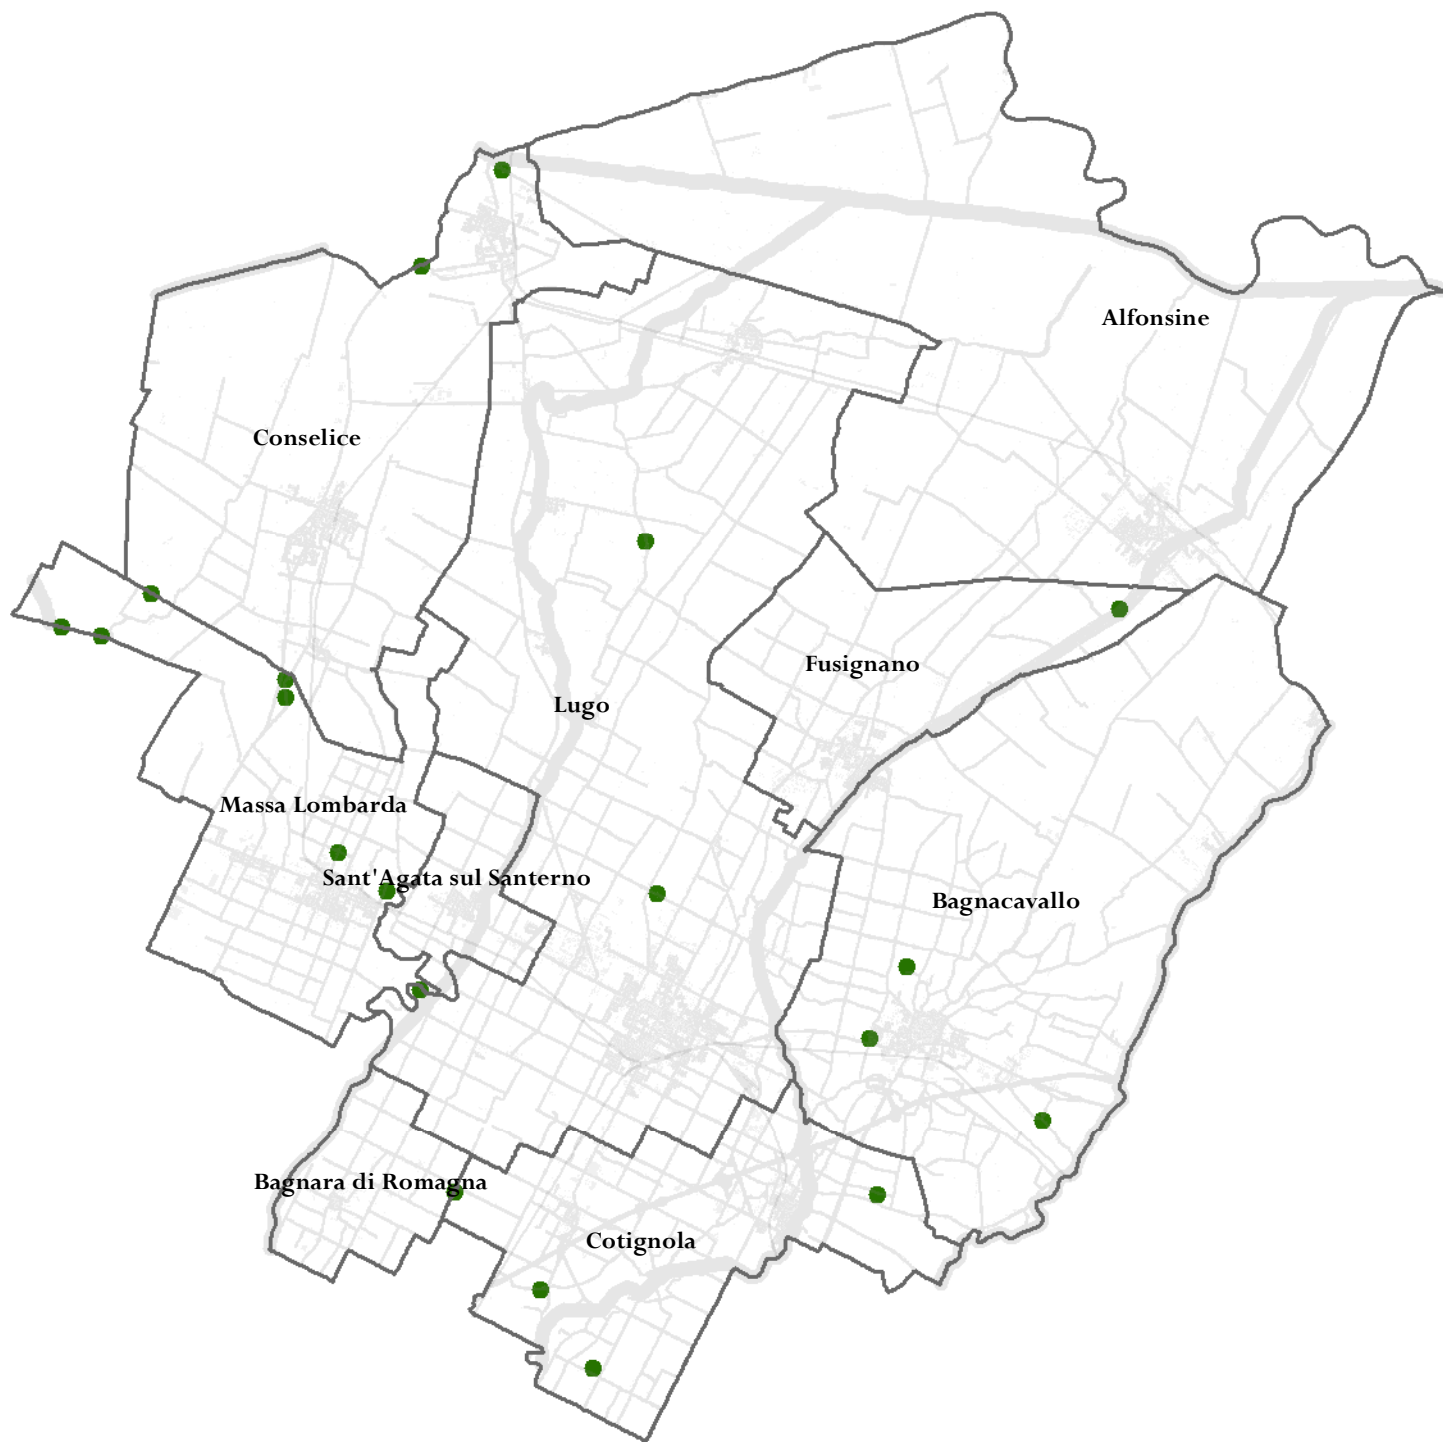 Alfonsine
Conselice
Fusignano
Lugo
Massa Lombarda
Sant'Agata sul Santerno
Bagnacavallo
Bagnara di Romagna
Cotignola